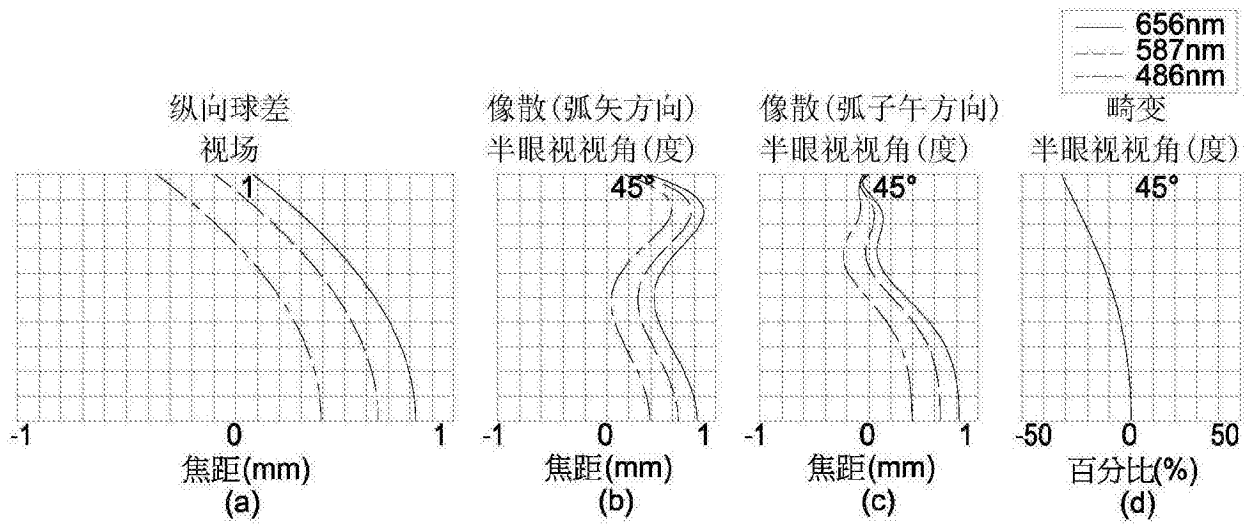 656nm
587nm
486nm
纵向球差
视场
1
-1 0 1
焦距(mm)
(a)
像散(弧矢方向)
半眼视视角(度)
45°
-1 0 1
焦距(mm)
(b)
像散(弧子午方向)
半眼视视角(度)
45°
-1 0 1
焦距(mm)
(c)
畸变
半眼视视角(度)
45°
-50 0 50
百分比(%)
(d)